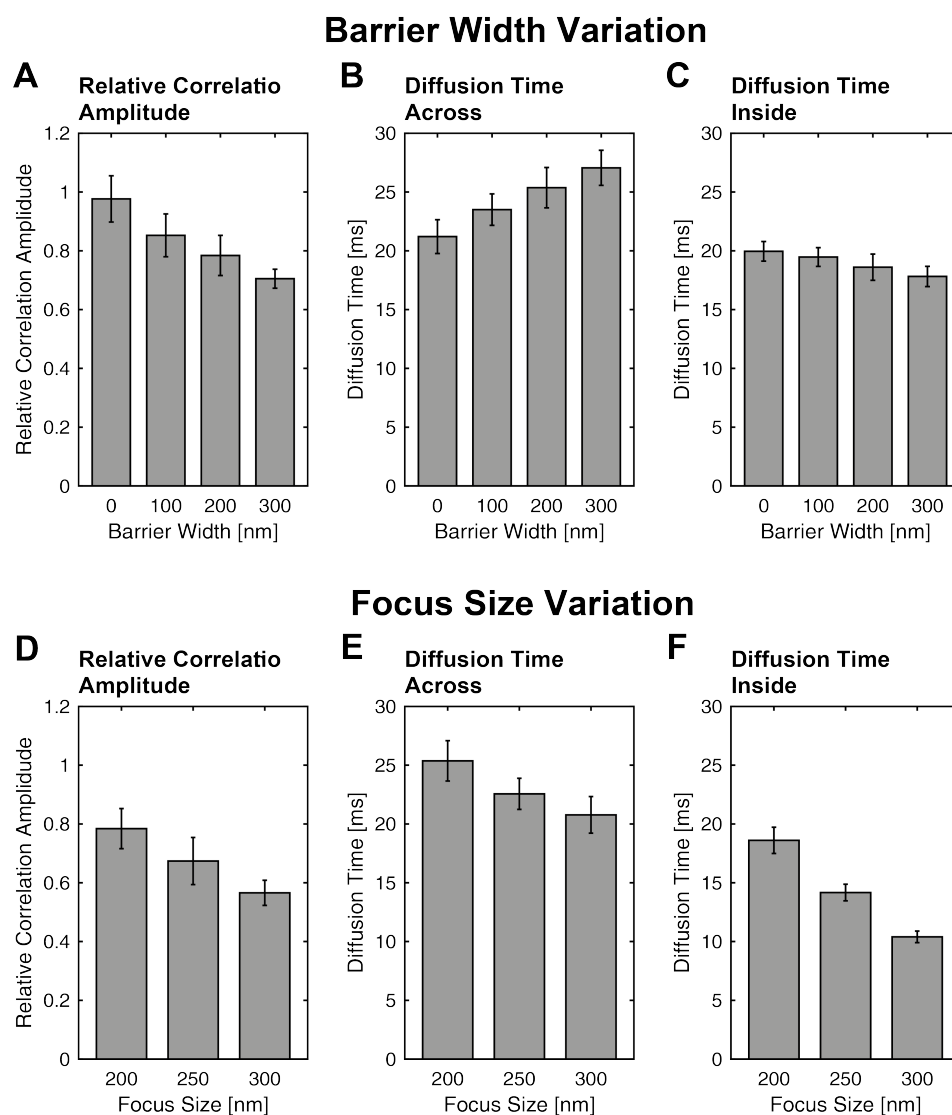 Barrier Width Variation
A
Relative Correlatio
Amplitude
Relative Correlation Amplidude
1.2
1
0.8
0.6
0.4
0.2
0
0 100 200 300
Barrier Width [nm]
B
Diffusion Time
Across
Diffusion Time [ms]
30
25
20
15
10
5
0
0 100 200 300
Barrier Width [nm]
C
Diffusion Time
Inside
Diffusion Time [ms]
30
25
20
15
10
5
0
0 100 200 300
Barrier Width [nm]
Focus Size Variation
D
Relative Correlatio
Amplitude
Relative Correlation Amplidude
1.2
1
0.8
0.6
0.4
0.2
0
200 250 300
Focus Size [nm]
E
Diffusion Time
Across
Diffusion Time [ms]
30
25
20
15
10
5
0
200 250 300
Focus Size [nm]
F
Diffusion Time
Inside
Diffusion Time [ms]
30
25
20
15
10
5
0
200 250 300
Focus Size [nm]